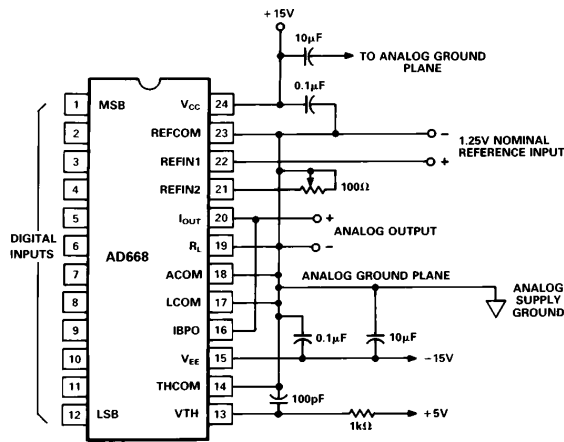 +15V
10μF
TO ANALOG GROUND
PLANE
0.1μF
1 MSB VCC 24
2 REFCOM 23
1.25V NOMINAL
REFERENCE INPUT
− +
3 REFIN1 22
4 REFIN2 21
100Ω
5 IOUT 20
+
ANALOG OUTPUT
6 RL 19
−
DIGITAL
INPUTS
AD668
7 ACOM 18
ANALOG GROUND PLANE
8 LCOM 17
ANALOG
SUPPLY
GROUND
9 IBPO 16
0.1μF
10μF
10 VEE 15
−15V
11 THCOM 14
100pF
12 LSB VTH 13
1kΩ
+5V